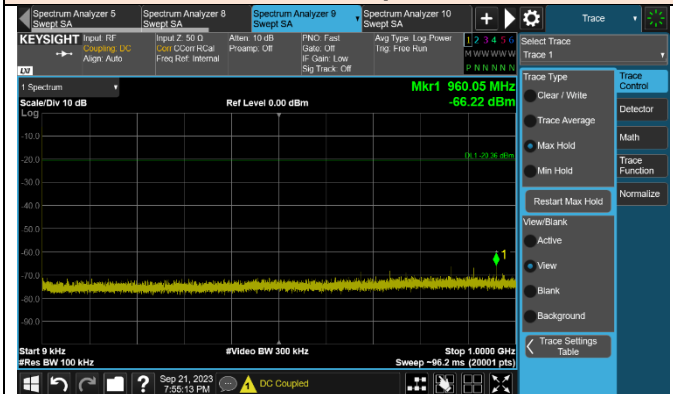 Spectrum Analyzer 5
Swept SA
Spectrum Analyzer 8
Swept SA
Spectrum Analyzer 9
Swept SA
Spectrum Analyzer 10
Swept SA
+
Trace
KEYSIGHT
Input: RF
Coupling: DC
Align: Auto
Input Z: 50 Ω
Corr CCorr RCal
Freq Ref: Internal
Atten: 10 dB
Preamp: Off
PNO: Fast
Gate: Off
IF Gain: Low
Sig Track: Off
Avg Type: Log-Power
Trig: Free Run
1 2 3 4 5 6
M W W W W W
P N N N N N
LXI
Select Trace
Trace 1
1 Spectrum
Scale/Div 10 dB
Log
Ref Level 0.00 dBm
Mkr1 960.05 MHz
-66.22 dBm
-10.0
-20.0
-30.0
-40.0
-50.0
-60.0
-70.0
-80.0
-90.0
DL1 -20.36 dBm
1
Start 9 kHz
#Res BW 100 kHz
#Video BW 300 kHz
Stop 1.0000 GHz
Sweep ~96.2 ms (20001 pts)
Trace Type
Clear / Write
Trace Average
Max Hold
Min Hold
Restart Max Hold
View/Blank
Active
View
Blank
Background
Trace Settings
Table
Trace
Control
Detector
Math
Trace
Function
Normalize
?
Sep 21, 2023
7:55:13 PM
DC Coupled